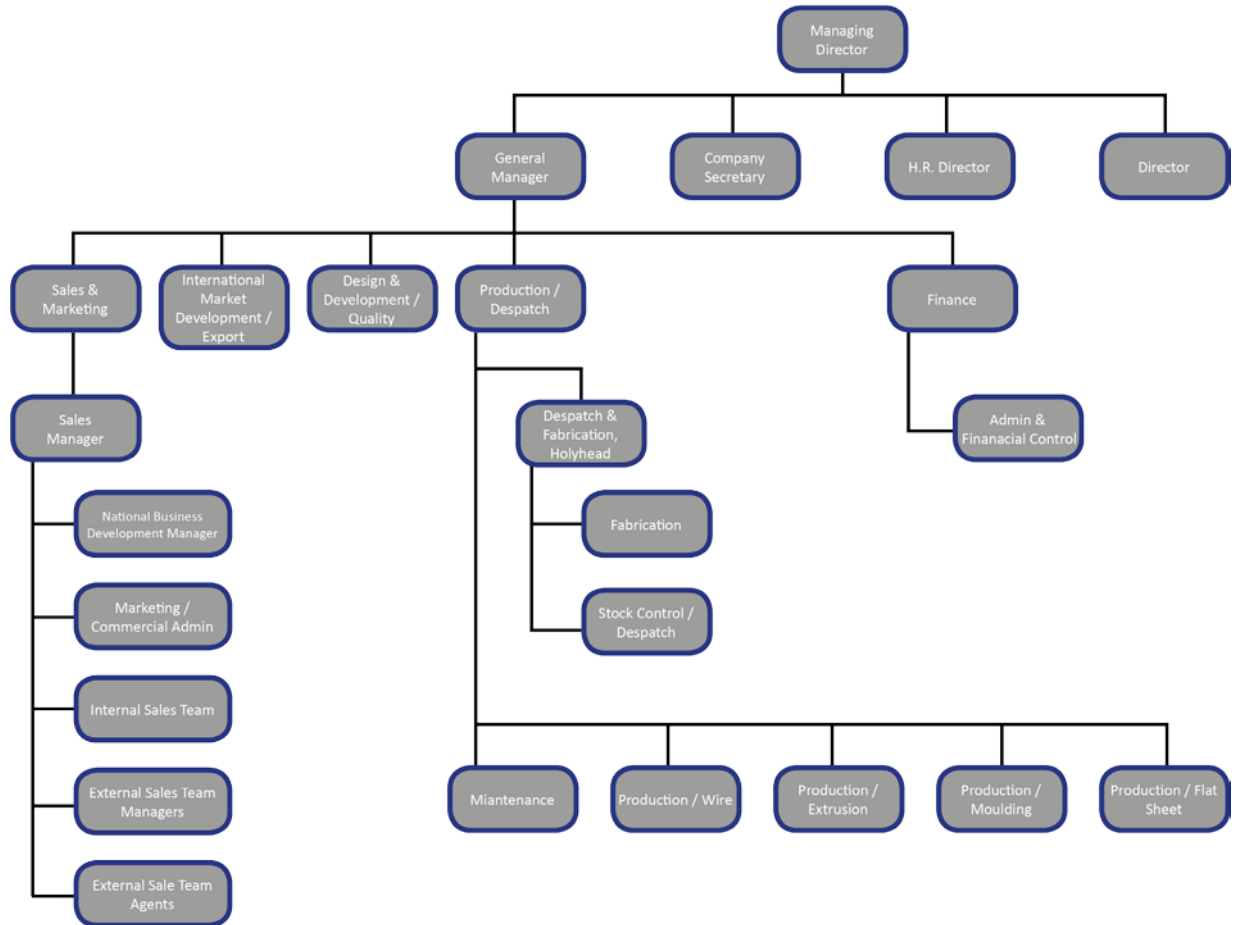 Managing
Director
General
Manager
Company
Secretary
H.R. Director
Director
Sales &
Marketing
International
Market
Development /
Export
Design &
Development /
Quality
Production /
Despatch
Finance
Sales
Manager
Despatch &
Fabrication,
Holyhead
Admin &
Finanacial Control
National Business
Development Manager
Fabrication
Marketing /
Commercial Admin
Stock Control /
Despatch
Internal Sales Team
External Sales Team
Managers
Miantenance
Production / Wire
Production /
Extrusion
Production /
Moulding
Production / Flat
Sheet
External Sale Team
Agents